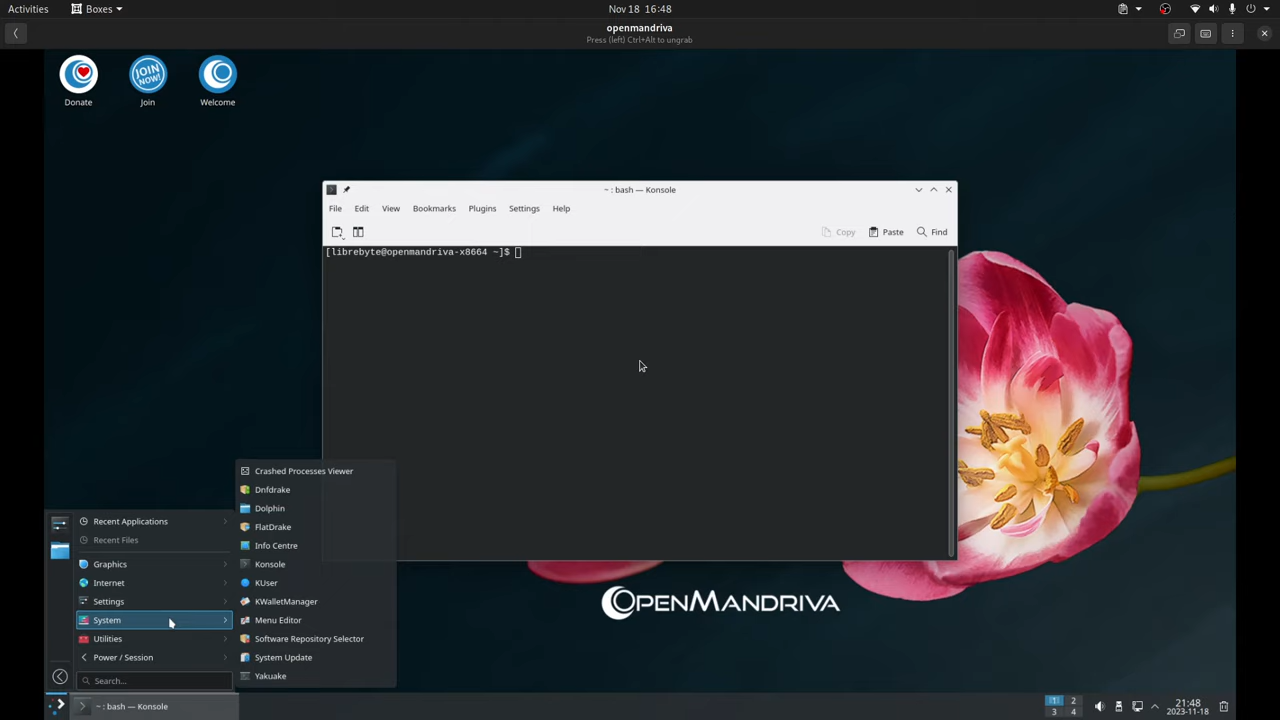 Activities Boxes Nov 18 16:48
openmandriva
Press (left) Ctrl+Alt to ungrab
JOIN NOW!
Donate Join Welcome
~ : bash — Konsole
File Edit View Bookmarks Plugins Settings Help
Copy Paste Find
[librebyte@openmandriva-x8664 ~]$
Crashed Processes Viewer
Dnfdrake
Dolphin
FlatDrake
Info Centre
Konsole
KUser
KWalletManager
Menu Editor
Software Repository Selector
System Update
Yakuake
Recent Applications
Recent Files
Graphics
Internet
Settings
System
Utilities
Power / Session
Search...
OPENMANDRIVA
~ : bash — Konsole
1 2
3 4
21:48
2023-11-18